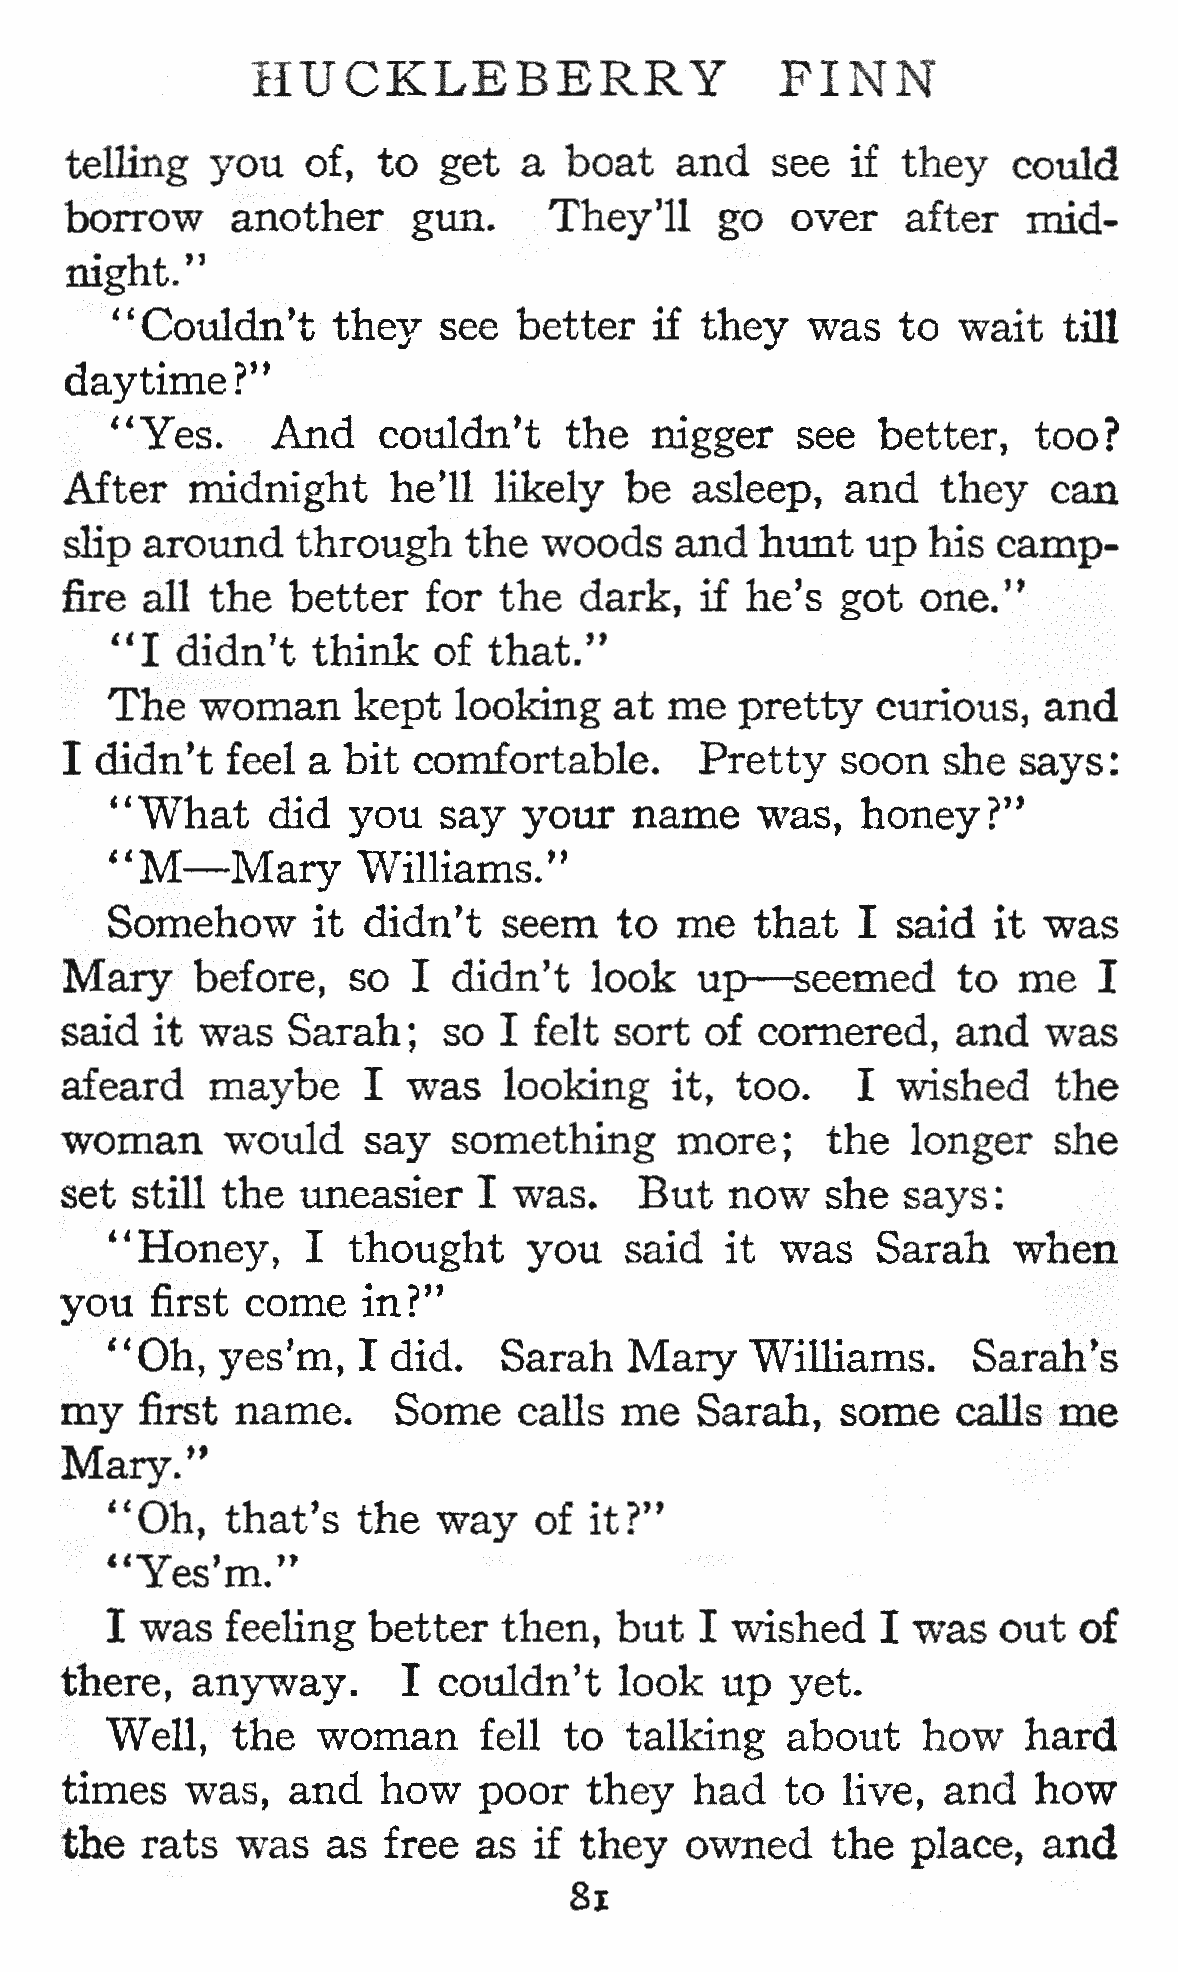 HUCKLEBERRY FINN
telling you of, to get a boat and see if they could
borrow another gun. They'll go over after mid-
night."
"Couldn't they see better if they was to wait till
daytime?"
"Yes. And couldn't the nigger see better, too?
After midnight he'll likely be asleep, and they can
slip around through the woods and hunt up his camp-
fire all the better for the dark, if he's got one."
"I didn't think of that."
The woman kept looking at me pretty curious, and
I didn't feel a bit comfortable. Pretty soon she says:
"What did you say your name was, honey?"
"M—Mary Williams."
Somehow it didn't seem to me that I said it was
Mary before, so I didn't look up—seemed to me I
said it was Sarah; so I felt sort of cornered, and was
afeard maybe I was looking it, too. I wished the
woman would say something more; the longer she
set still the uneasier I was. But now she says:
"Honey, I thought you said it was Sarah when
you first come in?"
"Oh, yes'm, I did. Sarah Mary Williams. Sarah's
my first name. Some calls me Sarah, some calls me
Mary."
"Oh, that's the way of it?"
"Yes'm."
I was feeling better then, but I wished I was out of
there, anyway. I couldn't look up yet.
Well, the woman fell to talking about how hard
times was, and how poor they had to live, and how
the rats was as free as if they owned the place, and
81